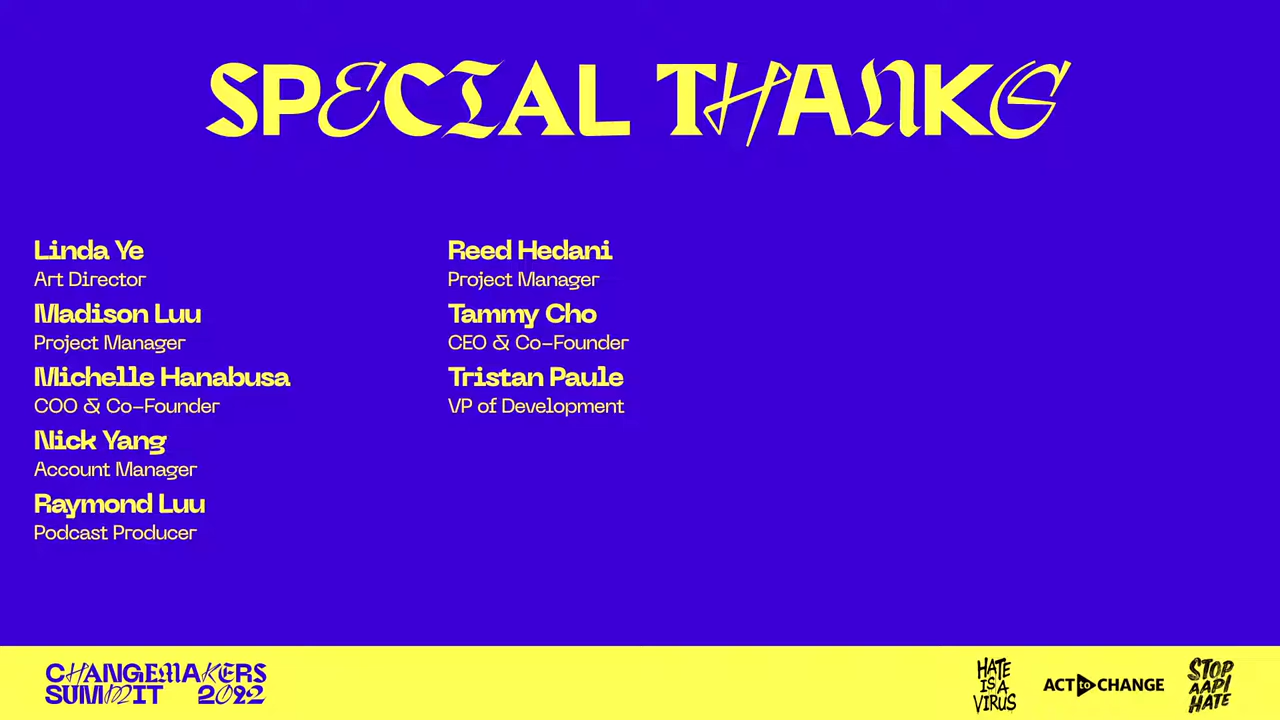 SPECIAL THANKS
Linda Ye
Art Director
Madison Luu
Project Manager
Michelle Hanabusa
COO & Co-Founder
Nick Yang
Account Manager
Raymond Luu
Podcast Producer
Reed Hedani
Project Manager
Tammy Cho
CEO & Co-Founder
Tristan Paule
VP of Development
CHANGEMAKERS
SUMMIT 2022
HATE
IS A
VIRUS
ACT to CHANGE
STOP
AAPI
HATE